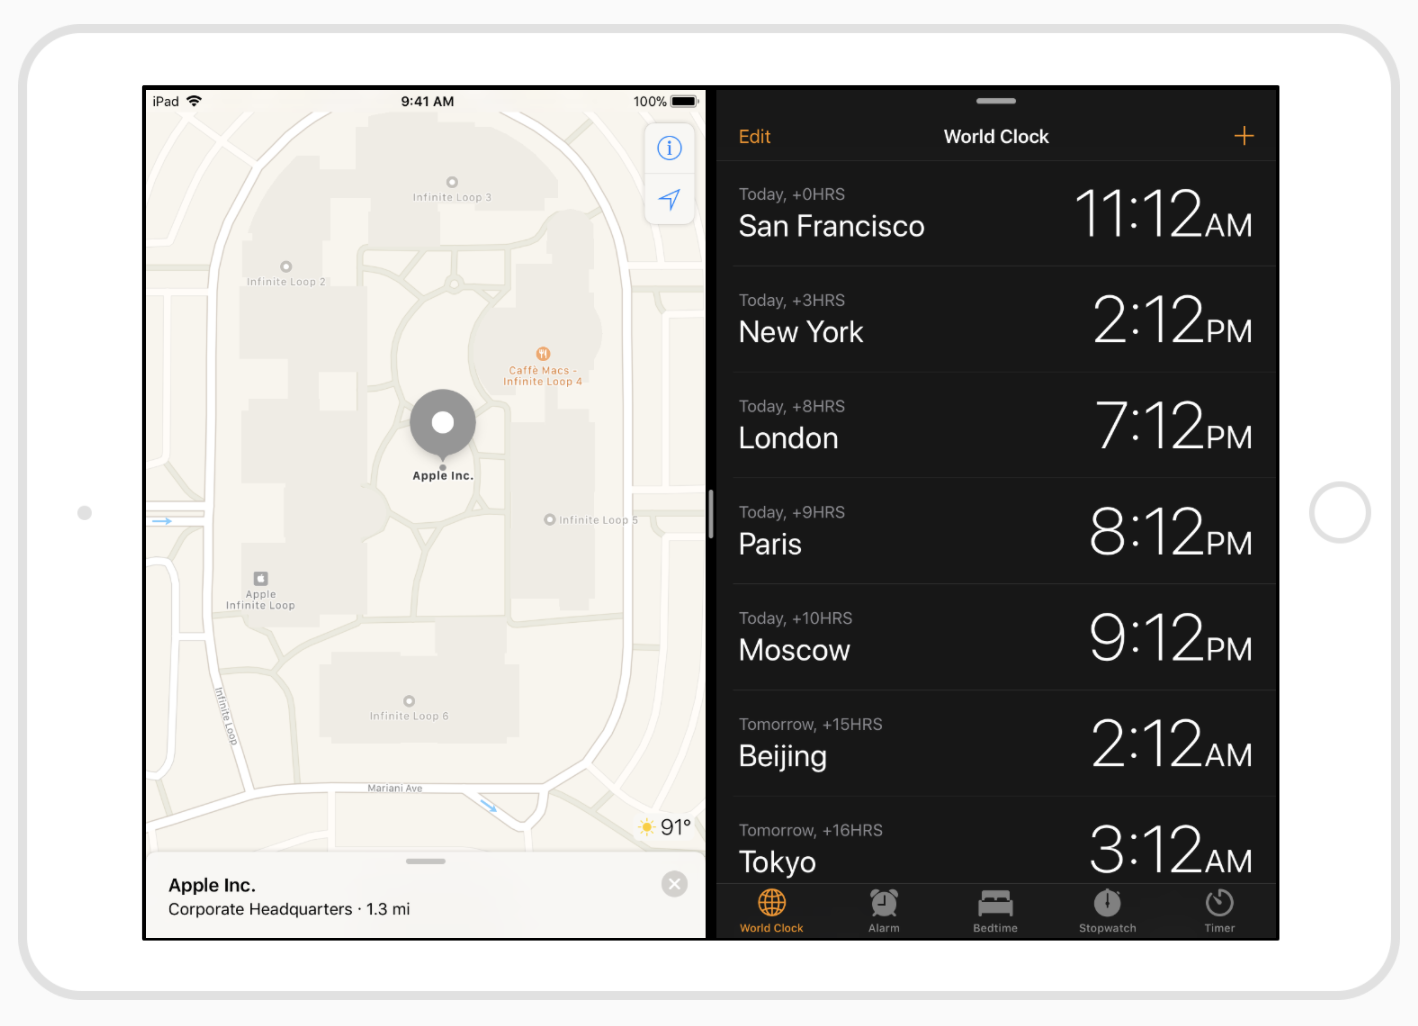 iPad
9:41 AM
100%
Infinite Loop 3
Infinite Loop 2
Caffè Macs -
Infinite Loop 4
Apple Inc.
Infinite Loop 5
Apple
Infinite Loop
Infinite Loop
Infinite Loop 6
Mariani Ave
91°
Apple Inc.
Corporate Headquarters · 1.3 mi
Edit
World Clock
+
Today, +0HRS
San Francisco
11:12AM
Today, +3HRS
New York
2:12PM
Today, +8HRS
London
7:12PM
Today, +9HRS
Paris
8:12PM
Today, +10HRS
Moscow
9:12PM
Tomorrow, +15HRS
Beijing
2:12AM
Tomorrow, +16HRS
Tokyo
3:12AM
World Clock
Alarm
Bedtime
Stopwatch
Timer